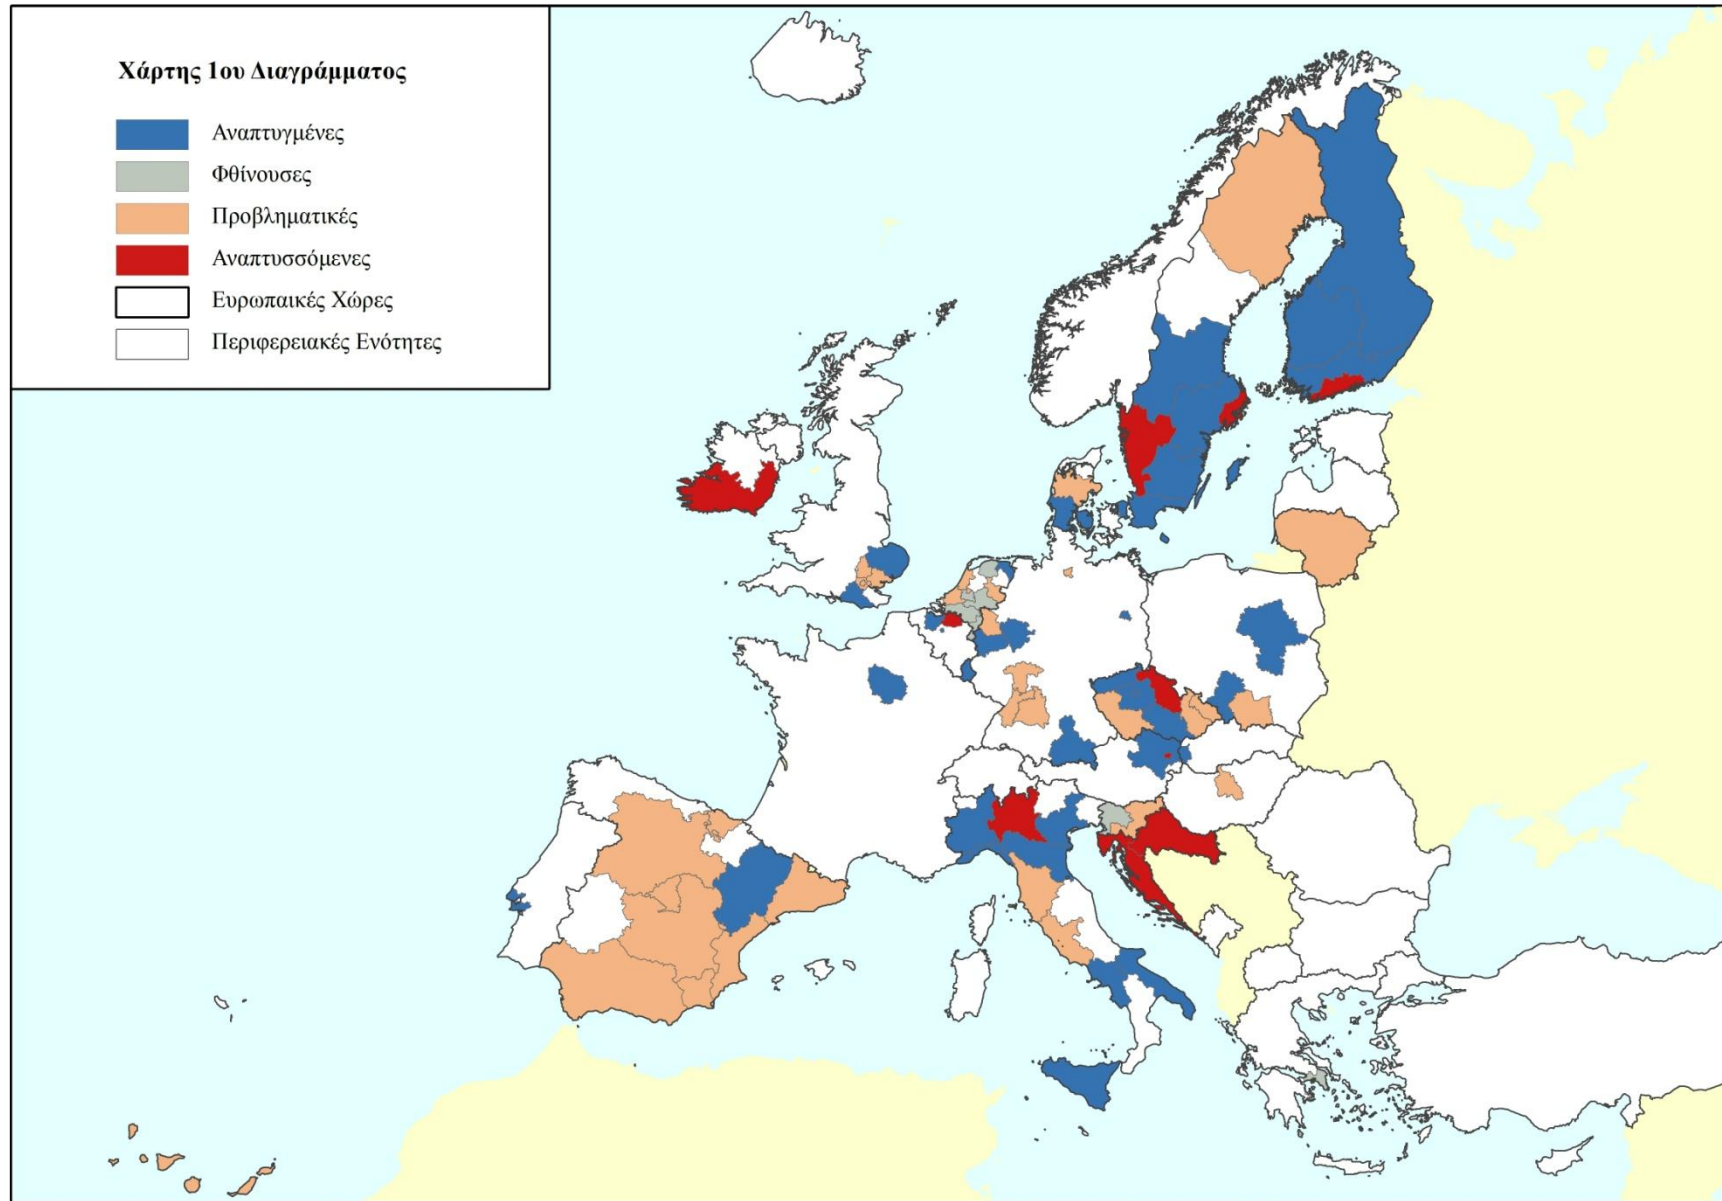 Χάρτης 1ου Διαγράμματος
Αναπτυγμένες
Φθίνουσες
Προβληματικές
Αναπτυσσόμενες
Ευρωπαικές Χώρες
Περιφερειακές Ενότητες